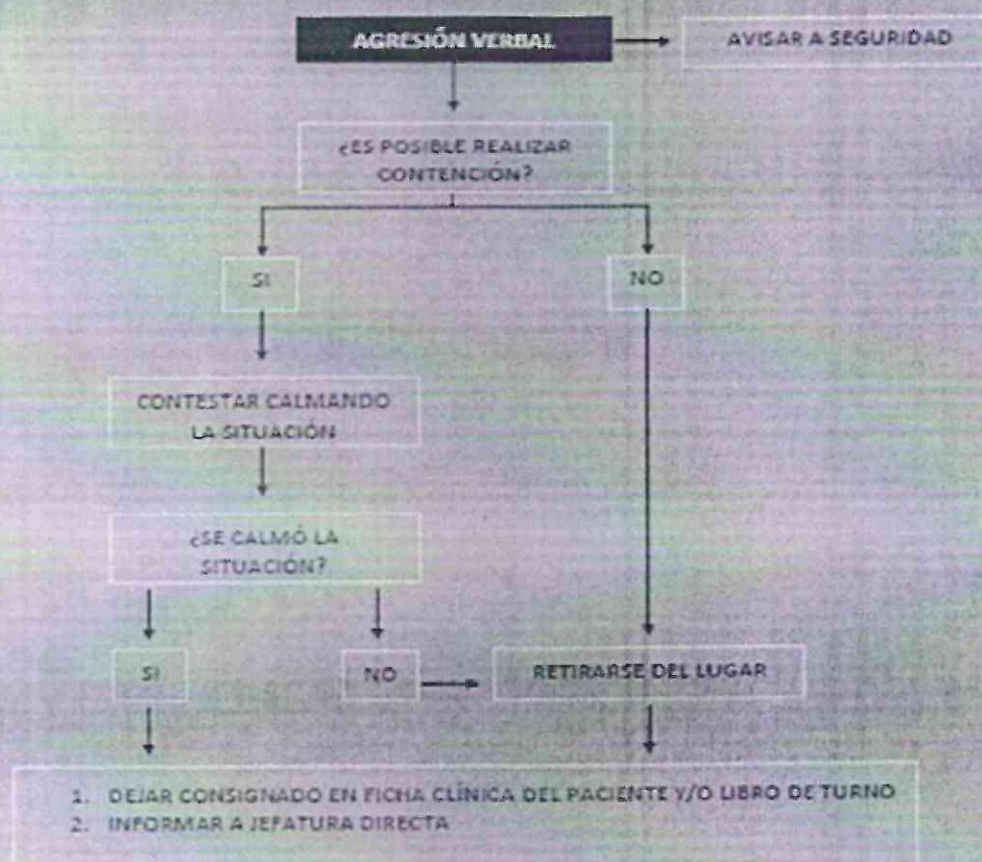 AGRESIÓN VERBAL
AVISAR A SEGURIDAD
¿ES POSIBLE REALIZAR
CONTENCIÓN?
SI
NO
CONTESTAR CALMANDO
LA SITUACIÓN
¿SE CALMÓ LA
SITUACIÓN?
SI
NO
RETIRARSE DEL LUGAR
1. DEJAR CONSIGNADO EN FICHA CLÍNICA DEL PACIENTE Y/O LIBRO DE TURNO
2. INFORMAR A JEFATURA DIRECTA